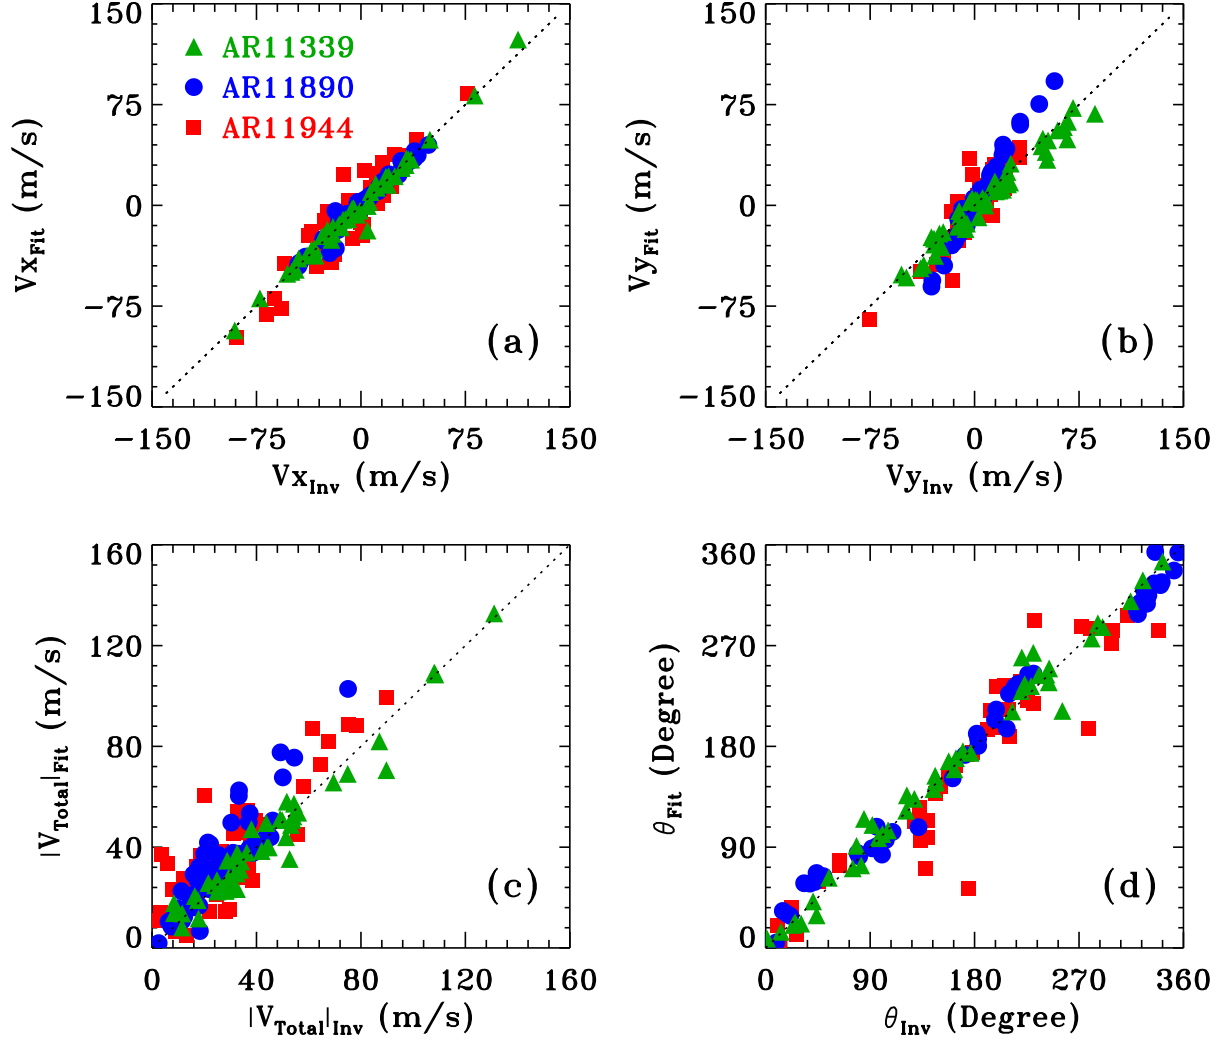 150
75
0
−75
−150
Vx_Fit (m/s)
AR11339
AR11890
AR11944
(a)
−150 −75 0 75 150
Vx_Inv (m/s)
150
75
0
−75
−150
Vy_Fit (m/s)
(b)
−150 −75 0 75 150
Vy_Inv (m/s)
160
120
80
40
0
|V_Total|_Fit (m/s)
(c)
0 40 80 120 160
|V_Total|_Inv (m/s)
360
270
180
90
0
θ_Fit (Degree)
(d)
0 90 180 270 360
θ_Inv (Degree)